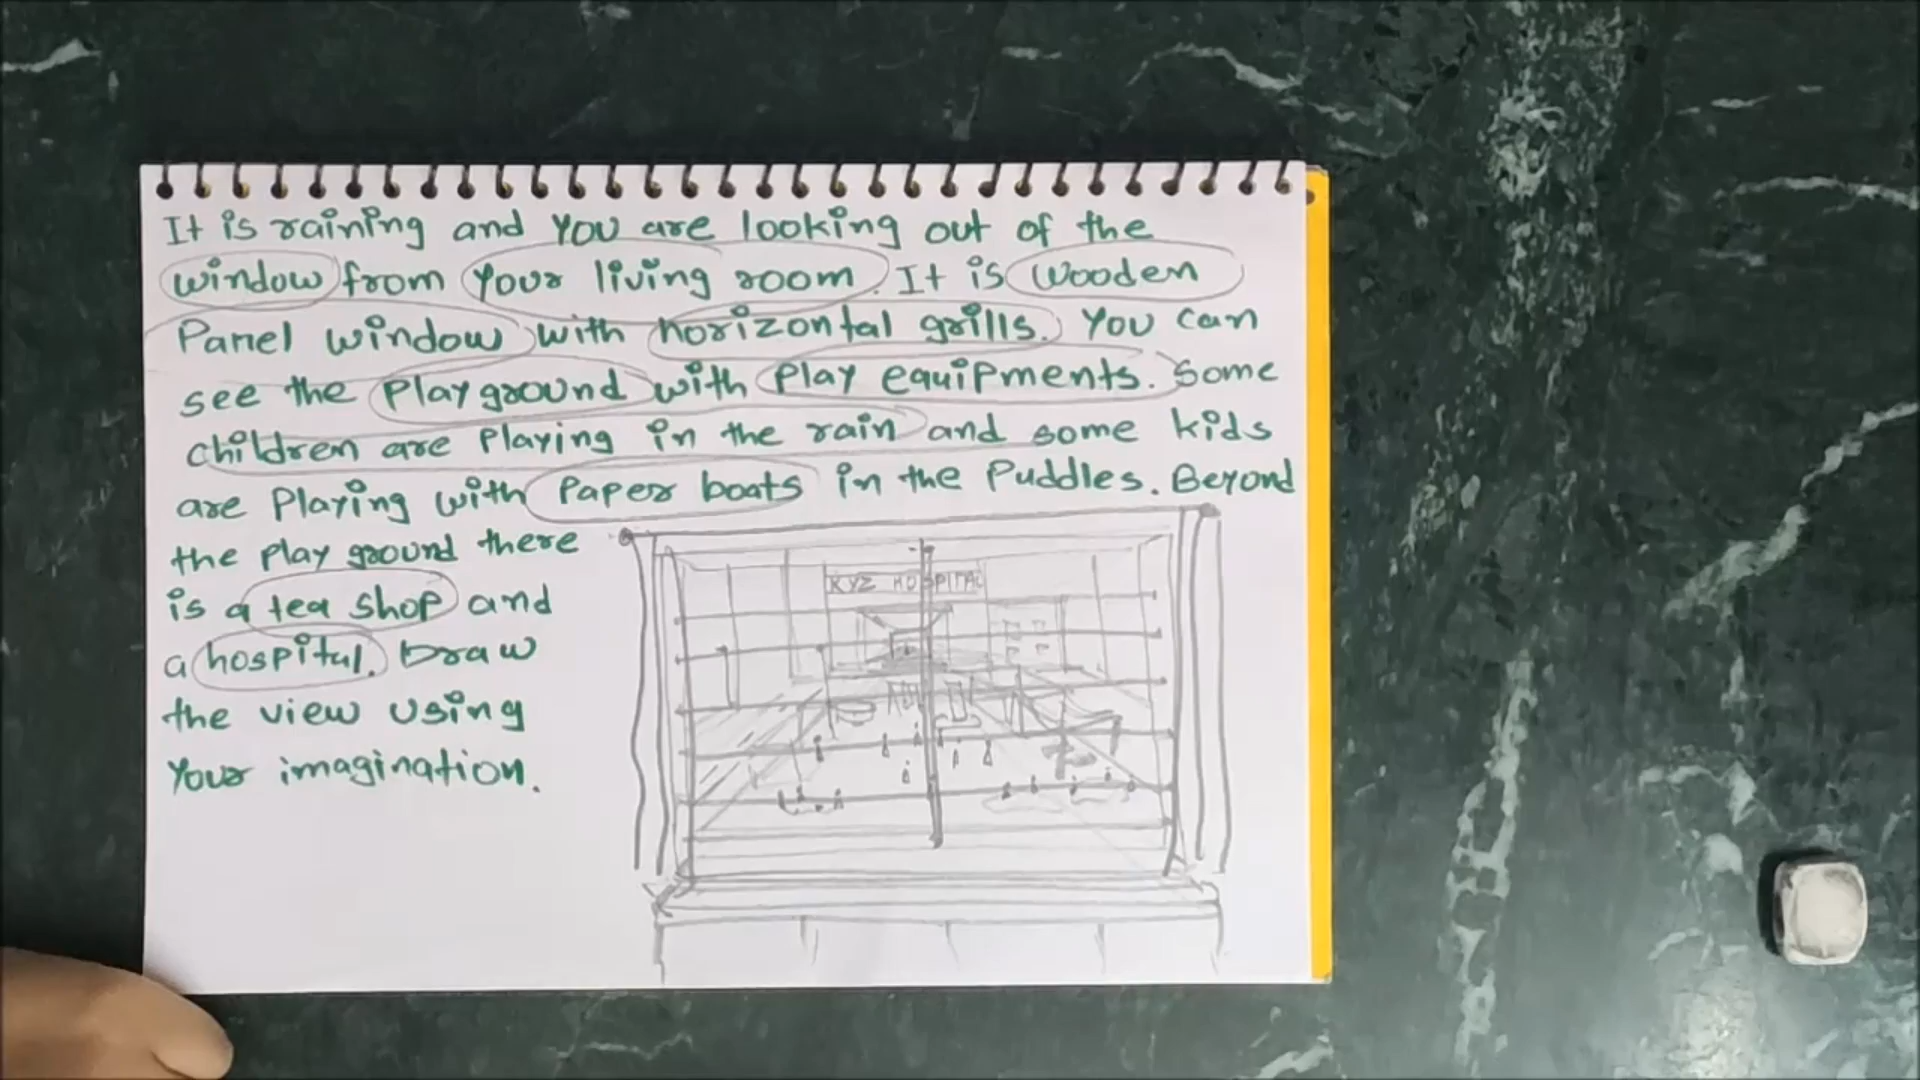 It is raining and you are looking out of the
window from your living room. It is wooden
Panel window with horizontal grills. You can
see the playground with play equipments. Some
children are playing in the rain and some kids
are playing with paper boats in the puddles. Beyond
the play ground there
is a tea shop and
a hospital. Draw
the view using
your imagination.
XYZ HOSPITAL